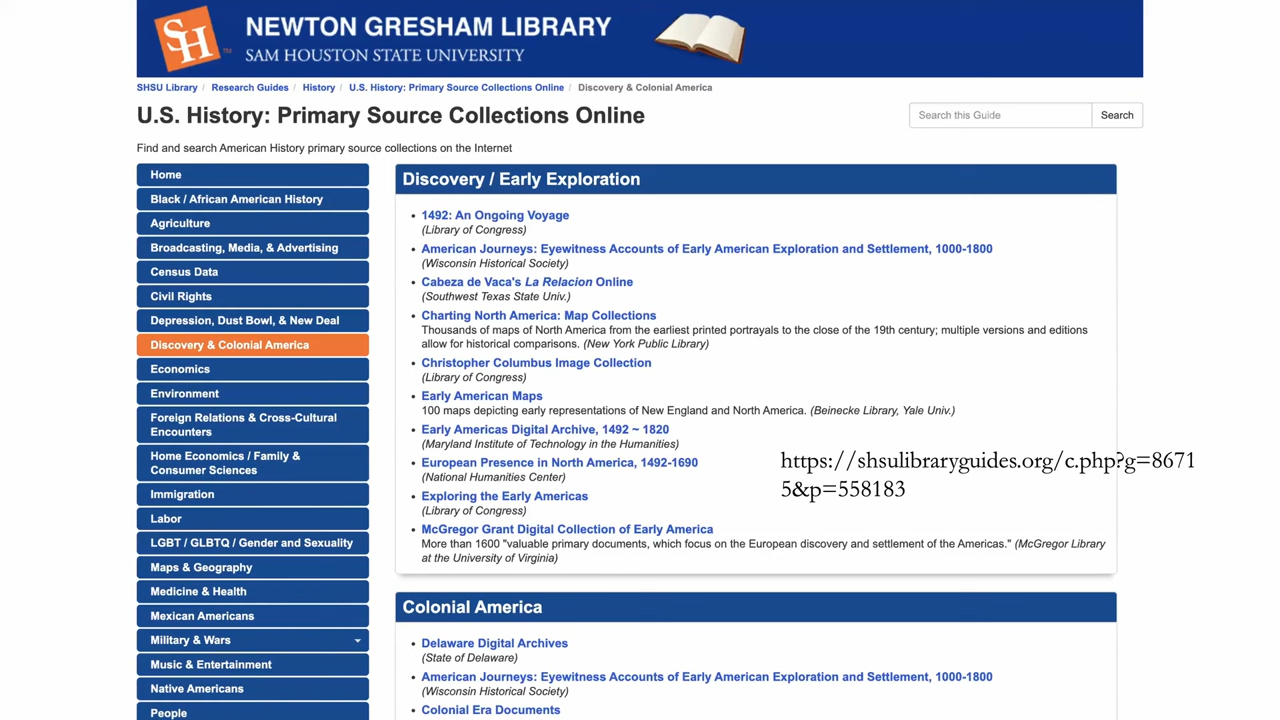 SH
TM
NEWTON GRESHAM LIBRARY
SAM HOUSTON STATE UNIVERSITY
SHSU Library / Research Guides / History / U.S. History: Primary Source Collections Online / Discovery & Colonial America
U.S. History: Primary Source Collections Online
Search this Guide
Search
Find and search American History primary source collections on the Internet
Home
Black / African American History
Agriculture
Broadcasting, Media, & Advertising
Census Data
Civil Rights
Depression, Dust Bowl, & New Deal
Discovery & Colonial America
Economics
Environment
Foreign Relations & Cross-Cultural
Encounters
Home Economics / Family &
Consumer Sciences
Immigration
Labor
LGBT / GLBTQ / Gender and Sexuality
Maps & Geography
Medicine & Health
Mexican Americans
Military & Wars
Music & Entertainment
Native Americans
People
Discovery / Early Exploration
• 1492: An Ongoing Voyage
(Library of Congress)
• American Journeys: Eyewitness Accounts of Early American Exploration and Settlement, 1000-1800
(Wisconsin Historical Society)
• Cabeza de Vaca's La Relacion Online
(Southwest Texas State Univ.)
• Charting North America: Map Collections
Thousands of maps of North America from the earliest printed portrayals to the close of the 19th century; multiple versions and editions
allow for historical comparisons. (New York Public Library)
• Christopher Columbus Image Collection
(Library of Congress)
• Early American Maps
100 maps depicting early representations of New England and North America. (Beinecke Library, Yale Univ.)
• Early Americas Digital Archive, 1492 ~ 1820
(Maryland Institute of Technology in the Humanities)
• European Presence in North America, 1492-1690
(National Humanities Center)
• Exploring the Early Americas
(Library of Congress)
• McGregor Grant Digital Collection of Early America
More than 1600 "valuable primary documents, which focus on the European discovery and settlement of the Americas." (McGregor Library
at the University of Virginia)
https://shsulibraryguides.org/c.php?g=8671
5&p=558183
Colonial America
• Delaware Digital Archives
(State of Delaware)
• American Journeys: Eyewitness Accounts of Early American Exploration and Settlement, 1000-1800
(Wisconsin Historical Society)
• Colonial Era Documents